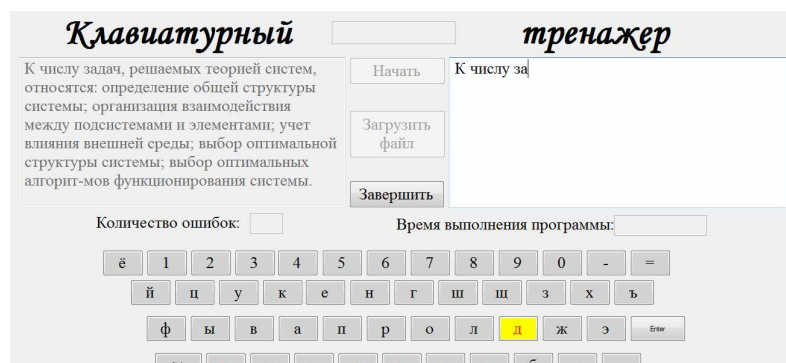 Клавиатурный тренажер
К числу задач, решаемых теорией систем,
относятся: определение общей структуры
системы; организация взаимодействия
между подсистемами и элементами; учет
влияния внешней среды; выбор оптимальной
структуры системы; выбор оптимальных
алгорит-мов функционирования системы.
Начать
Загрузить
файл
Завершить
К числу за
Количество ошибок:
Время выполнения программы:
ё 1 2 3 4 5 6 7 8 9 0 - =
й ц у к е н г ш щ з х ъ
ф ы в а п р о л д ж э Enter